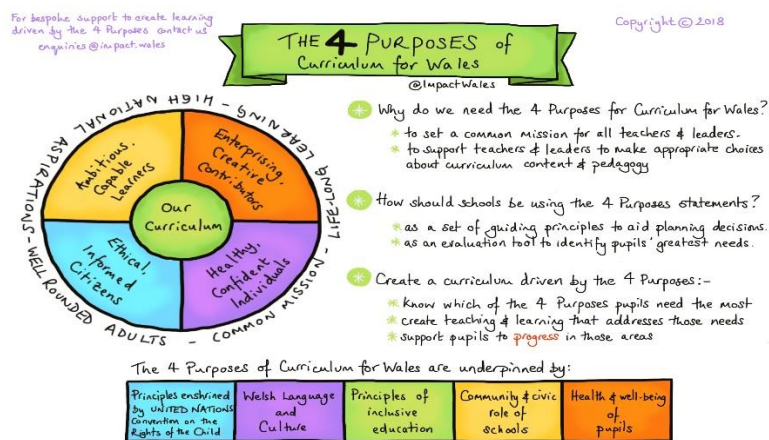 For bespoke support to create learning
driven by the 4 Purposes contact us
enquiries@impact.wales
Copyright © 2018
THE 4 PURPOSES of
Curriculum for Wales
@ImpactWales
HIGH NATIONAL ASPIRATIONS - WELL ROUNDED ADULTS - COMMON MISSION - LIFELONG LEARNING -
Ambitious,
Capable
Learners
Enterprising,
Creative
Contributors
Our
Curriculum
Ethical,
Informed
Citizens
Healthy,
Confident
Individuals
Why do we need the 4 Purposes for Curriculum for Wales?
* to set a common mission for all teachers & leaders.
* to support teachers & leaders to make appropriate choices
about curriculum content & pedagogy
How should schools be using the 4 Purposes statements?
* as a set of guiding principles to aid planning decisions.
* as an evaluation tool to identify pupils' greatest needs.
Create a curriculum driven by the 4 Purposes:-
* know which of the 4 Purposes pupils need the most
* create teaching & learning that addresses those needs
* support pupils to progress in those areas
The 4 Purposes of Curriculum for Wales are underpinned by:
Principles enshrined
by UNITED NATIONS
Convention on the
Rights of the Child
Welsh Language
and
Culture
Principles of
inclusive
education
Community & civic
role of
schools
Health & well-being
of
pupils